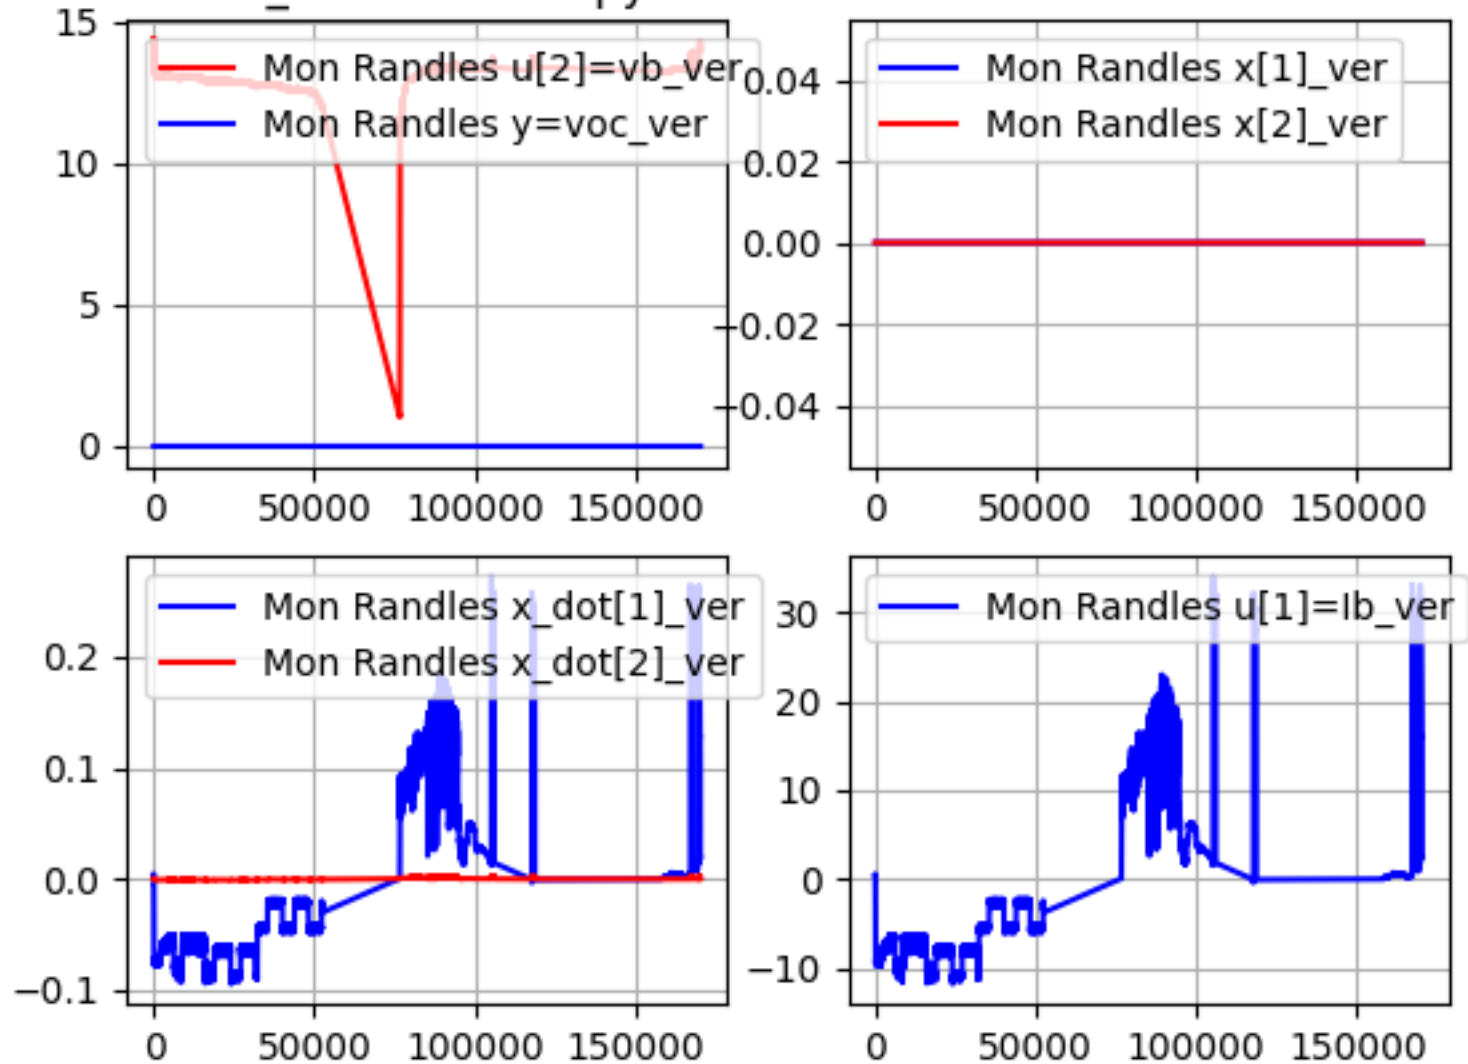 15
10
5
0
Mon Randles u[2]=vb_ver
Mon Randles y=voc_ver
0 50000 100000 150000
0.04
0.02
0.00
−0.02
−0.04
Mon Randles x[1]_ver
Mon Randles x[2]_ver
0 50000 100000 150000
0.2
0.1
0.0
−0.1
Mon Randles x_dot[1]_ver
Mon Randles x_dot[2]_ver
0 50000 100000 150000
30
20
10
0
−10
Mon Randles u[1]=Ib_ver
0 50000 100000 150000